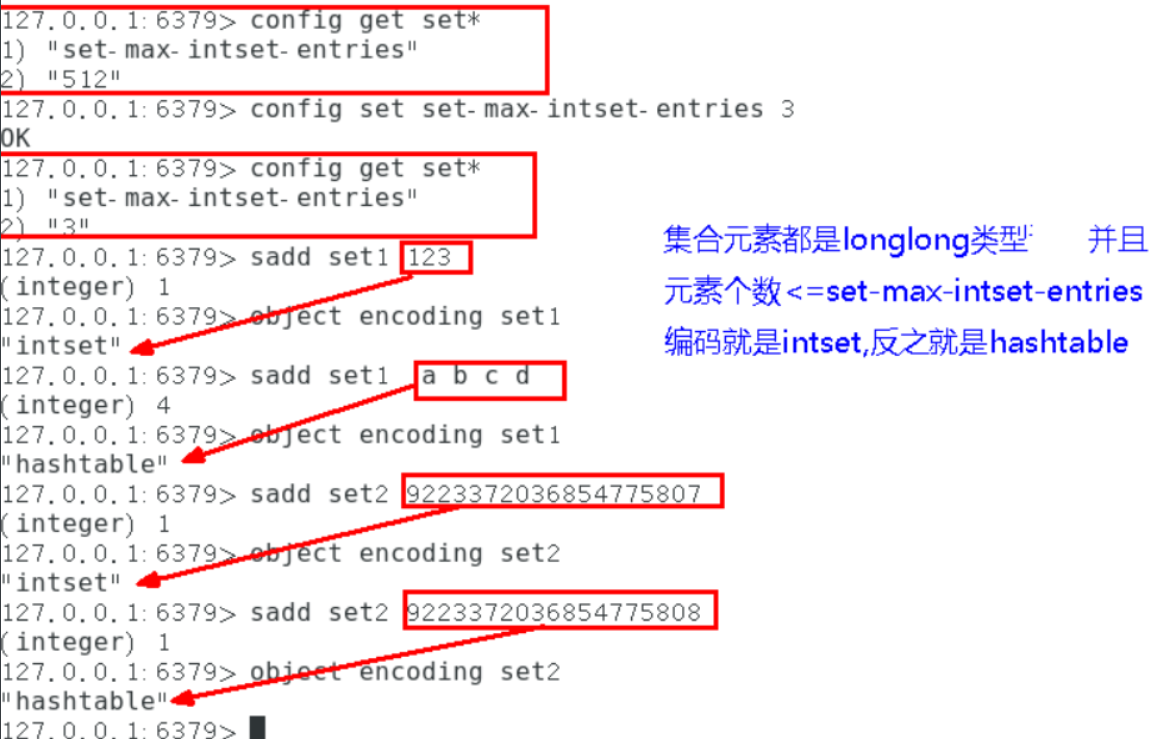 127.0.0.1:6379> config get set*
1) "set-max-intset-entries"
2) "512"
127.0.0.1:6379> config set set-max-intset-entries 3
OK
127.0.0.1:6379> config get set*
1) "set-max-intset-entries"
2) "3"
127.0.0.1:6379> sadd set1 123
(integer) 1
127.0.0.1:6379> object encoding set1
"intset"
127.0.0.1:6379> sadd set1 a b c d
(integer) 4
127.0.0.1:6379> object encoding set1
"hashtable"
127.0.0.1:6379> sadd set2 9223372036854775807
(integer) 1
127.0.0.1:6379> object encoding set2
"intset"
127.0.0.1:6379> sadd set2 9223372036854775808
(integer) 1
127.0.0.1:6379> object encoding set2
"hashtable"
127.0.0.1:6379>
集合元素都是longlong类型 并且
元素个数<=set-max-intset-entries
编码就是intset,反之就是hashtable